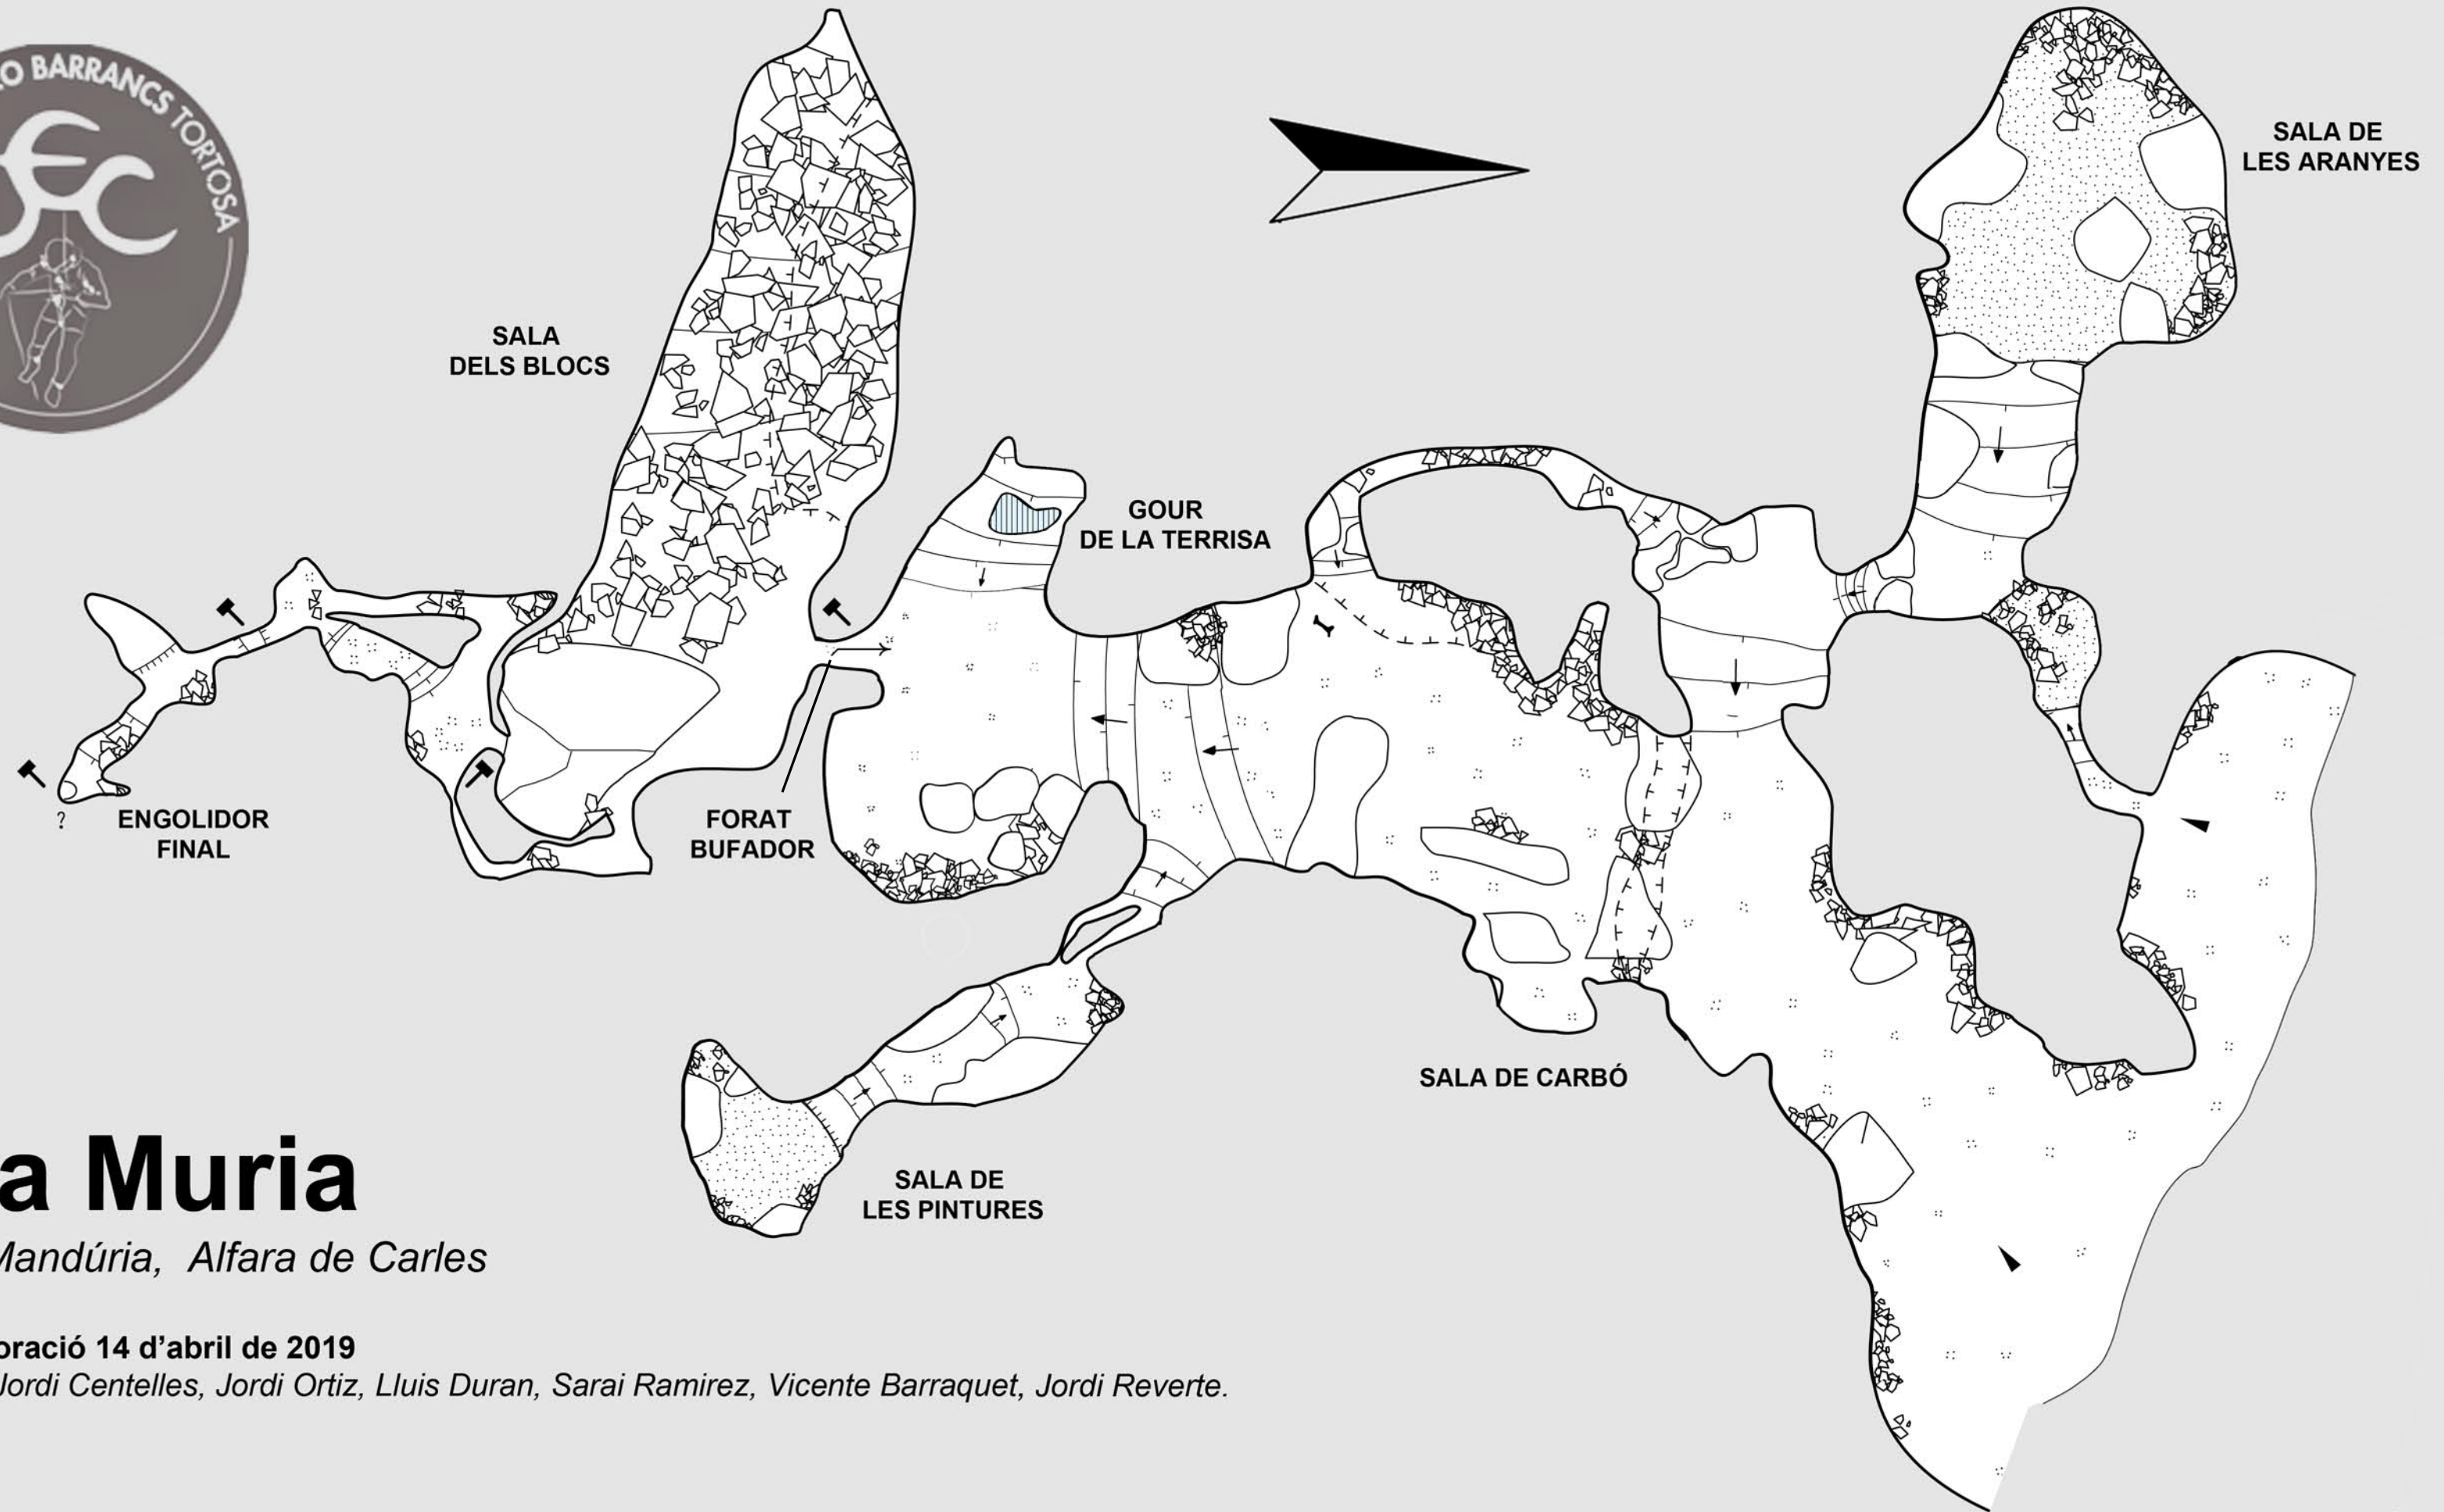 O BARRANCS TORTOSA
SALA DE
LES ARANYES
SALA
DELS BLOCS
GOUR
DE LA TERRISA
ENGOLIDOR
FINAL
?
FORAT
BUFADOR
SALA DE CARBÓ
SALA DE
LES PINTURES
a Muria
Mandúria, Alfara de Carles
oració 14 d’abril de 2019
Jordi Centelles, Jordi Ortiz, Lluis Duran, Sarai Ramirez, Vicente Barraquet, Jordi Reverte.